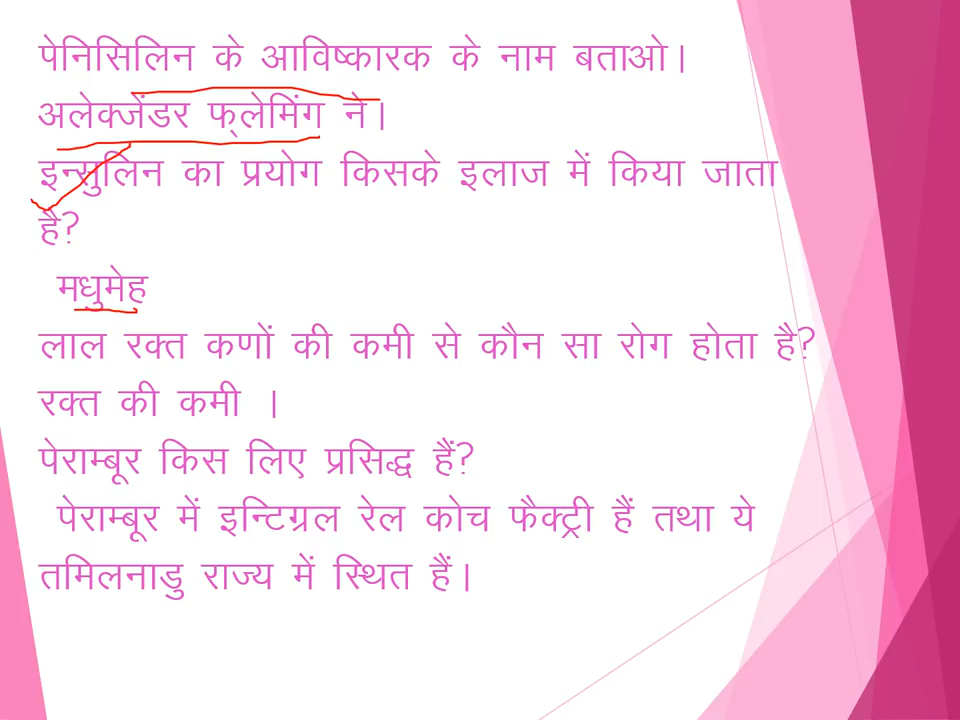 पेनिसिलिन के आविष्कारक के नाम बताओ।
अलेक्जेंडर फ्लेमिंग ने।
इन्सुलिन का प्रयोग किसके इलाज में किया जाता
है?
मधुमेह
लाल रक्त कणों की कमी से कौन सा रोग होता है?
रक्त की कमी ।
पेराम्बूर किस लिए प्रसिद्ध हैं?
पेराम्बूर में इन्टिग्रल रेल कोच फैक्ट्री हैं तथा ये
तमिलनाडु राज्य में स्थित हैं।